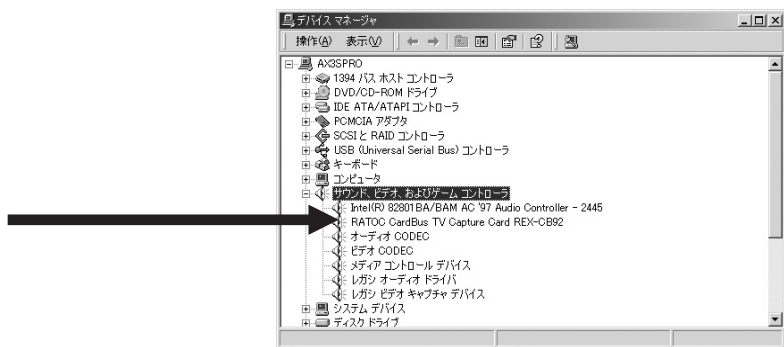 デバイス マネージャ
操作(A) 表示(V)
AX3SPRO
1394 バス ホスト コントローラ
DVD/CD-ROM ドライブ
IDE ATA/ATAPI コントローラ
PCMCIA アダプタ
SCSI と RAID コントローラ
USB (Universal Serial Bus) コントローラ
キーボード
コンピュータ
サウンド、ビデオ、およびゲーム コントローラ
Intel(R) 82801BA/BAM AC '97 Audio Controller - 2445
RATOC CardBus TV Capture Card REX-CB92
オーディオ CODEC
ビデオ CODEC
メディア コントロール デバイス
レガシ オーディオ ドライバ
レガシ ビデオ キャプチャ デバイス
システム デバイス
ディスク ドライブ